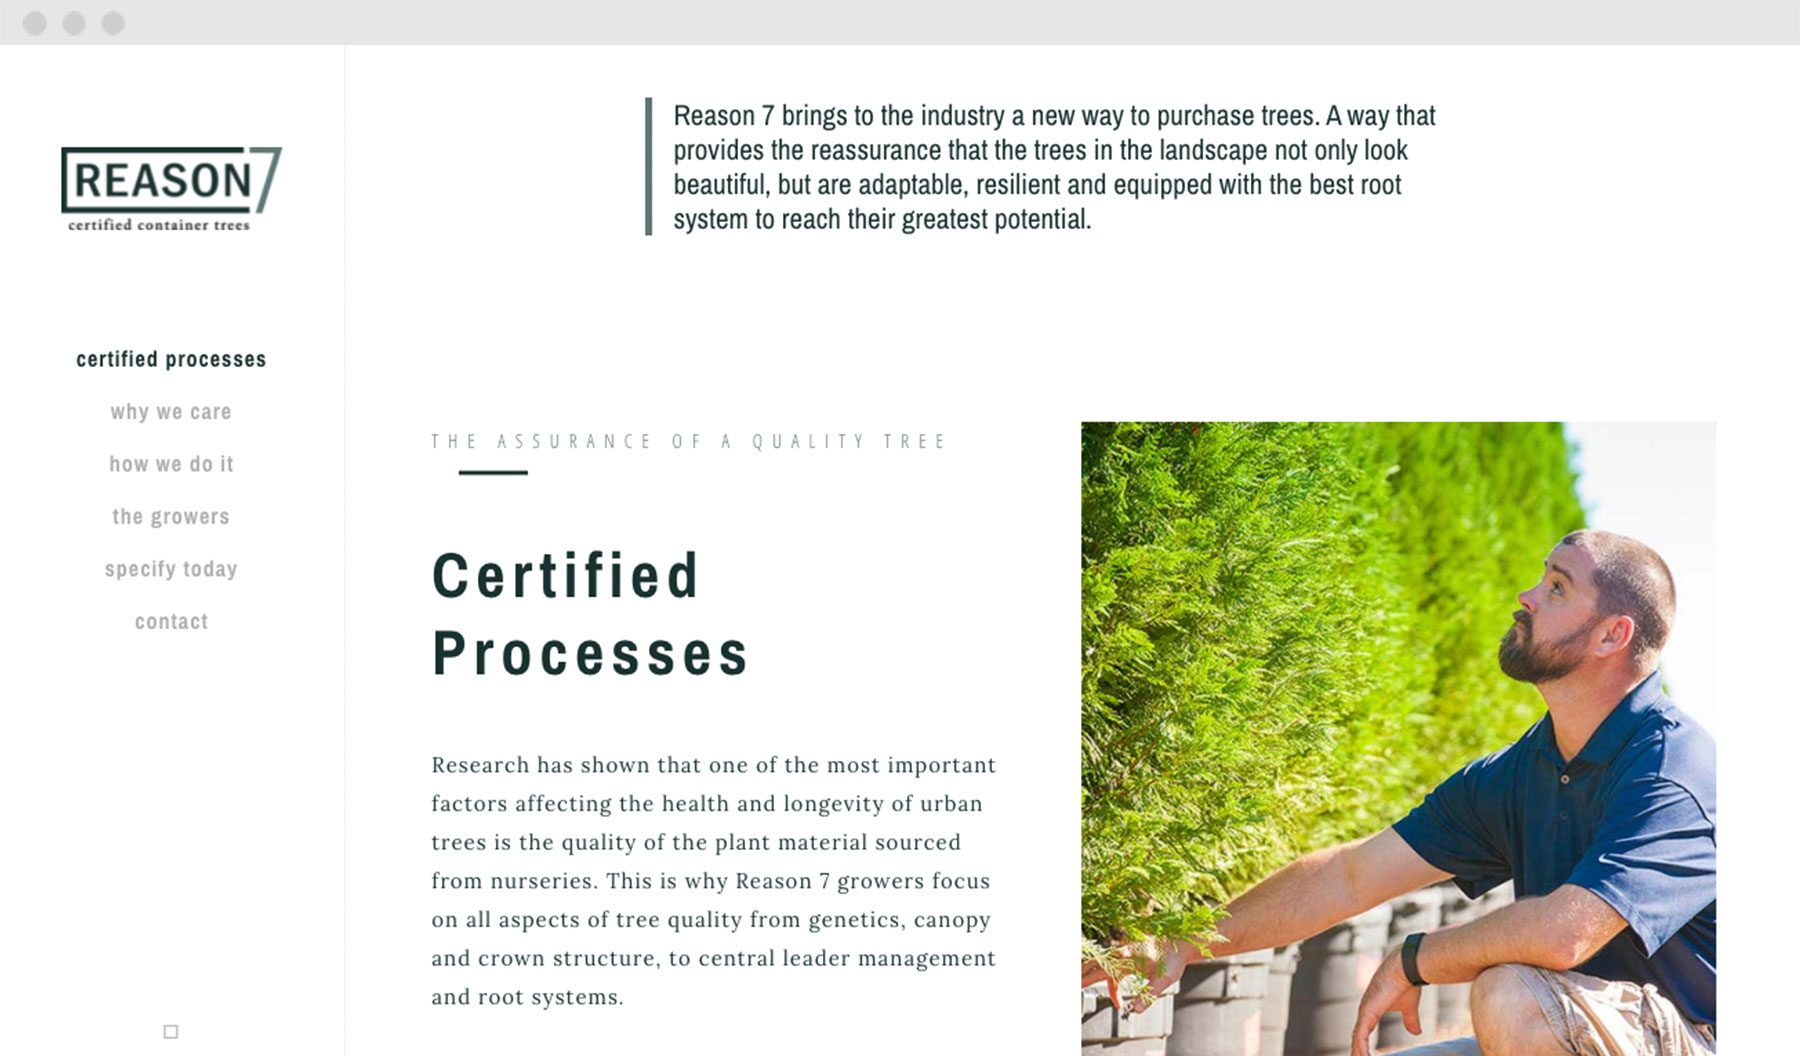 REASON7
certified container trees
certified processes
why we care
how we do it
the growers
specify today
contact
Reason 7 brings to the industry a new way to purchase trees. A way that
provides the reassurance that the trees in the landscape not only look
beautiful, but are adaptable, resilient and equipped with the best root
system to reach their greatest potential.
THE ASSURANCE OF A QUALITY TREE
Certified
Processes
Research has shown that one of the most important
factors affecting the health and longevity of urban
trees is the quality of the plant material sourced
from nurseries. This is why Reason 7 growers focus
on all aspects of tree quality from genetics, canopy
and crown structure, to central leader management
and root systems.